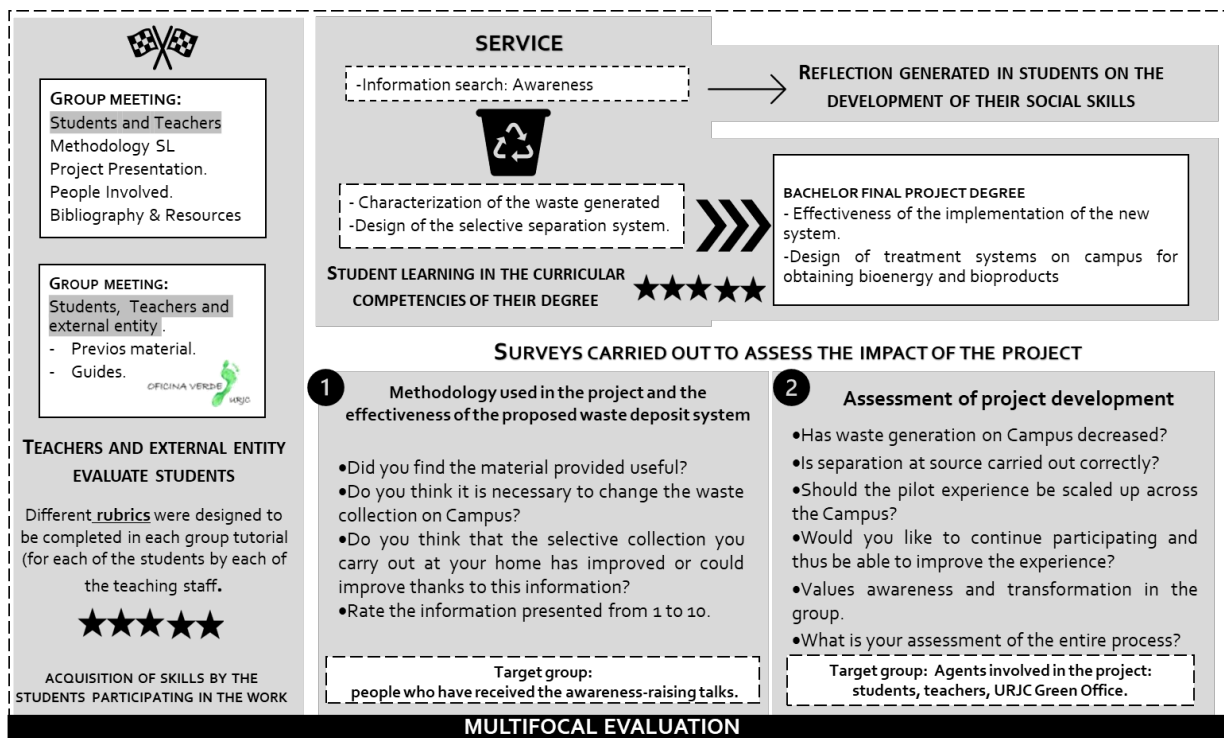 GROUP MEETING:
Students and Teachers
Methodology SL
Project Presentation.
People Involved.
Bibliography & Resources
GROUP MEETING:
Students, Teachers and
external entity .
- Previos material.
- Guides.
OFICINA VERDE
URJC
TEACHERS AND EXTERNAL ENTITY
EVALUATE STUDENTS
Different rubrics were designed to
be completed in each group tutorial
(for each of the students by each of
the teaching staff.
ACQUISITION OF SKILLS BY THE
STUDENTS PARTICIPATING IN THE WORK
SERVICE
-Information search: Awareness
REFLECTION GENERATED IN STUDENTS ON THE
DEVELOPMENT OF THEIR SOCIAL SKILLS
- Characterization of the waste generated
-Design of the selective separation system.
STUDENT LEARNING IN THE CURRICULAR
COMPETENCIES OF THEIR DEGREE
BACHELOR FINAL PROJECT DEGREE
- Effectiveness of the implementation of the new
system.
-Design of treatment systems on campus for
obtaining bioenergy and bioproducts
SURVEYS CARRIED OUT TO ASSESS THE IMPACT OF THE PROJECT
1
Methodology used in the project and the
effectiveness of the proposed waste deposit system
•Did you find the material provided useful?
•Do you think it is necessary to change the waste
collection on Campus?
•Do you think that the selective collection you
carry out at your home has improved or could
improve thanks to this information?
•Rate the information presented from 1 to 10.
Target group:
people who have received the awareness-raising talks.
2
Assessment of project development
•Has waste generation on Campus decreased?
•Is separation at source carried out correctly?
•Should the pilot experience be scaled up across
the Campus?
•Would you like to continue participating and
thus be able to improve the experience?
•Values awareness and transformation in the
group.
•What is your assessment of the entire process?
Target group: Agents involved in the project:
students, teachers, URJC Green Office.
MULTIFOCAL EVALUATION